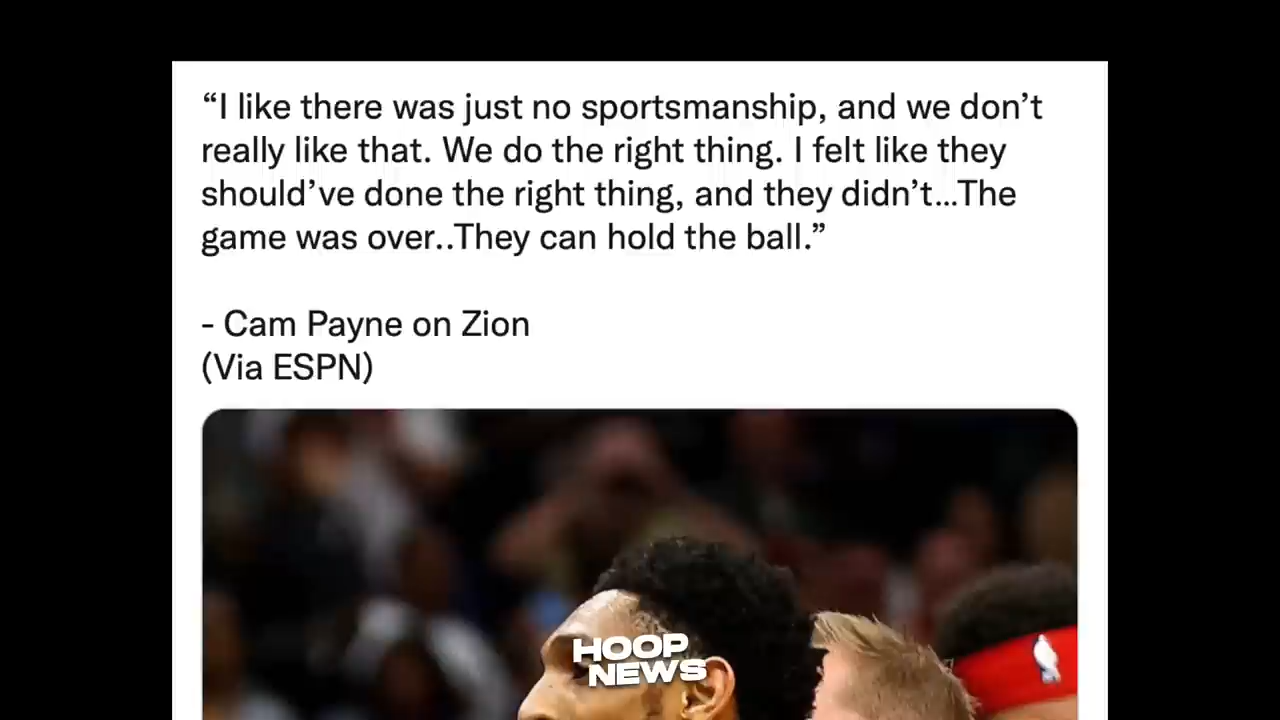 “I like there was just no sportsmanship, and we don’t
really like that. We do the right thing. I felt like they
should’ve done the right thing, and they didn’t...The
game was over..They can hold the ball.”
- Cam Payne on Zion
(Via ESPN)
HOOP
NEWS